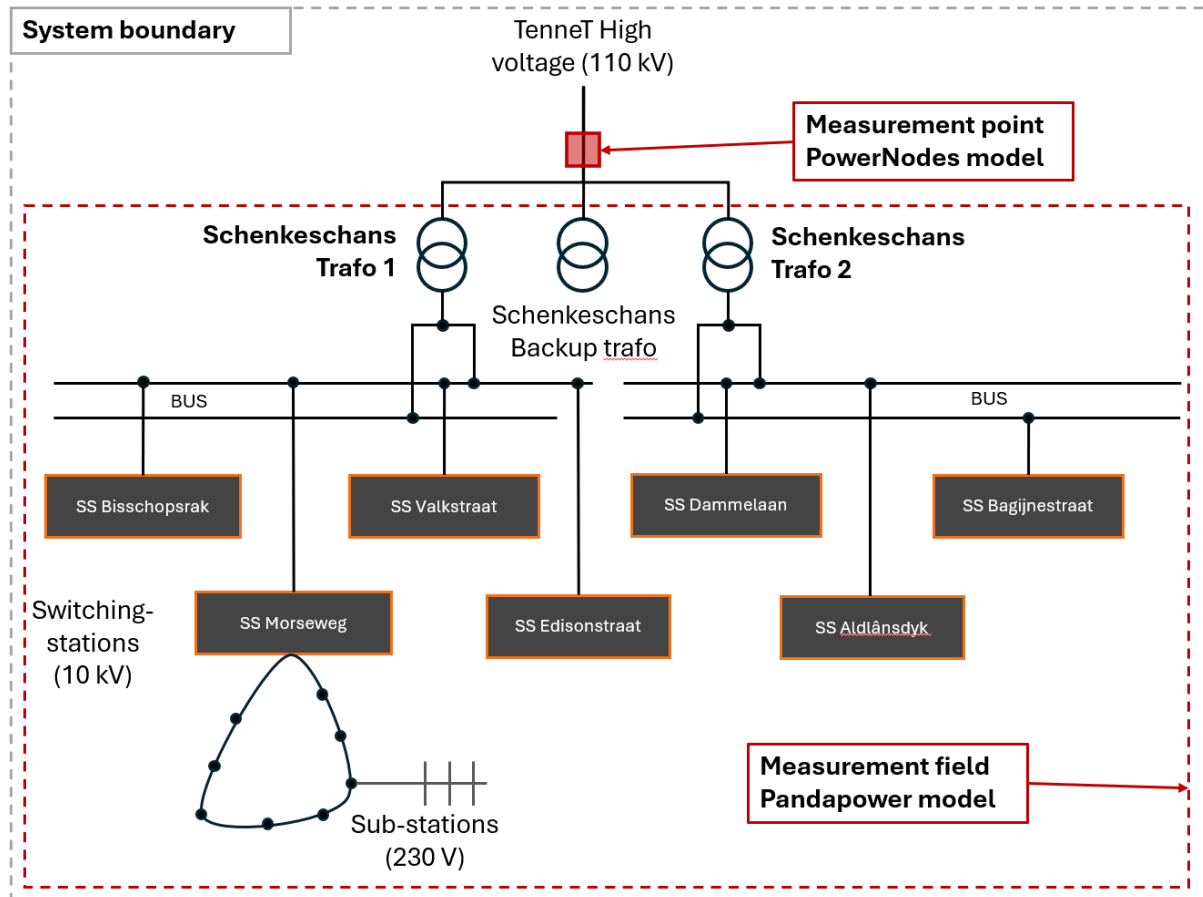 System boundary
TenneT High
voltage (110 kV)
Measurement point
PowerNodes model
Schenkeschans
Trafo 1
Schenkeschans
Trafo 2
Schenkeschans
Backup trafo
BUS
BUS
SS Bisschopsrak
SS Valkstraat
SS Dammelaan
SS Bagijnestraat
Switching-
stations
(10 kV)
SS Morseweg
SS Edisonstraat
SS Aldlânsdyk
Measurement field
Pandapower model
Sub-stations
(230 V)